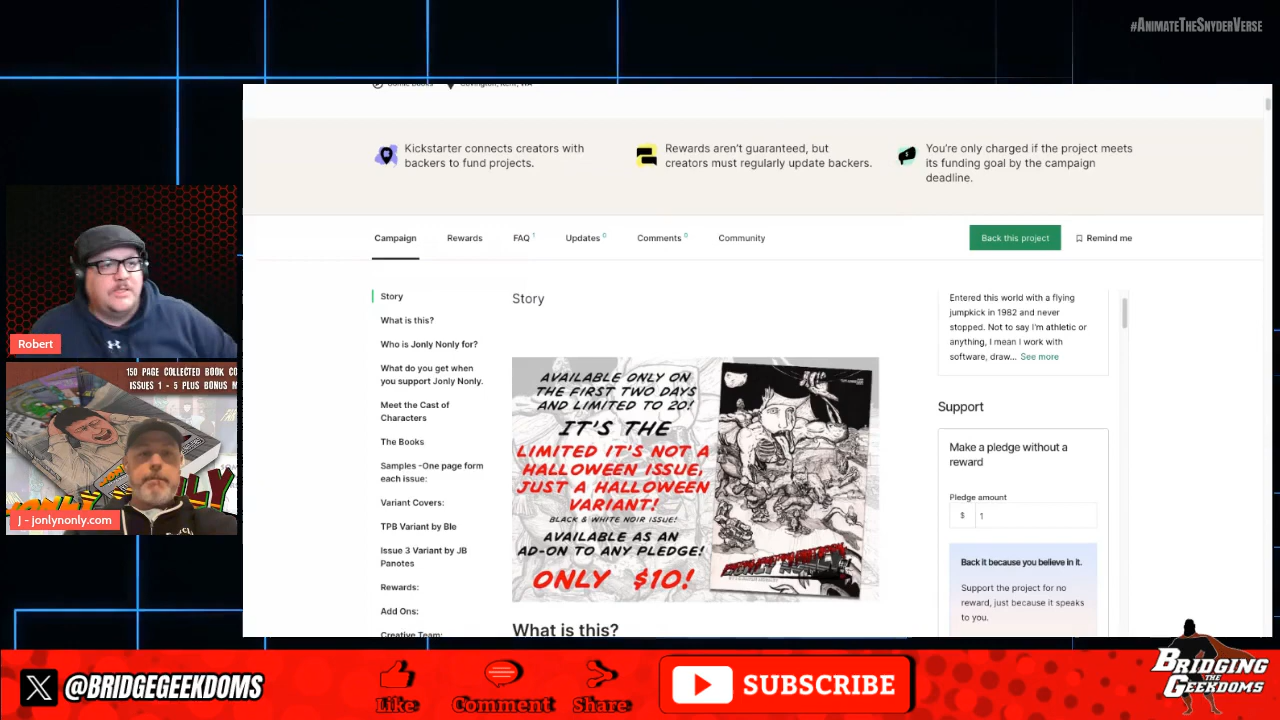 #ANIMATETHESNYDERVERSE
Kickstarter connects creators with
backers to fund projects.
Rewards aren't guaranteed, but
creators must regularly update backers.
You're only charged if the project meets
its funding goal by the campaign
deadline.
Campaign
Rewards
FAQ 1
Updates 0
Comments 0
Community
Back this project
Remind me
Story
What is this?
Who is Jonly Nonly for?
What do you get when
you support Jonly Nonly.
Meet the Cast of
Characters
The Books
Samples -One page form
each issue:
Variant Covers:
TPB Variant by Ble
Issue 3 Variant by JB
Panotes
Rewards:
Add Ons:
Creative Team:
Story
AVAILABLE ONLY ON
THE FIRST TWO DAYS
AND LIMITED TO 20!
IT'S THE
LIMITED IT'S NOT A
HALLOWEEN ISSUE,
JUST A HALLOWEEN
VARIANT!
BLACK & WHITE NOIR ISSUE!
AVAILABLE AS AN
ADD-ON TO ANY PLEDGE!
ONLY $10!
JONLY NONLY
What is this?
Entered this world with a flying
jumpkick in 1982 and never
stopped. Not to say I'm athletic or
anything, I mean I work with
software, draw... See more
Support
Make a pledge without a
reward
Pledge amount
$ 1
Back it because you believe in it.
Support the project for no
reward, just because it speaks
to you.
Robert
150 PAGE COLLECTED BOOK CO
ISSUES 1 - 5 PLUS BONUS M
JONLY NONLY
J - jonlynonly.com
@BRIDGEGEEKDOMS
Like
Comment
Share
SUBSCRIBE
BRIDGING
THE
GEEKDOMS